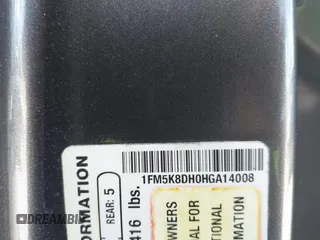 1FM5K8DH0HGA14008
ORMATION
REAR: 5
416 lbs.
WNERS
AL FOR
TIONAL
MATION
DREAMBI